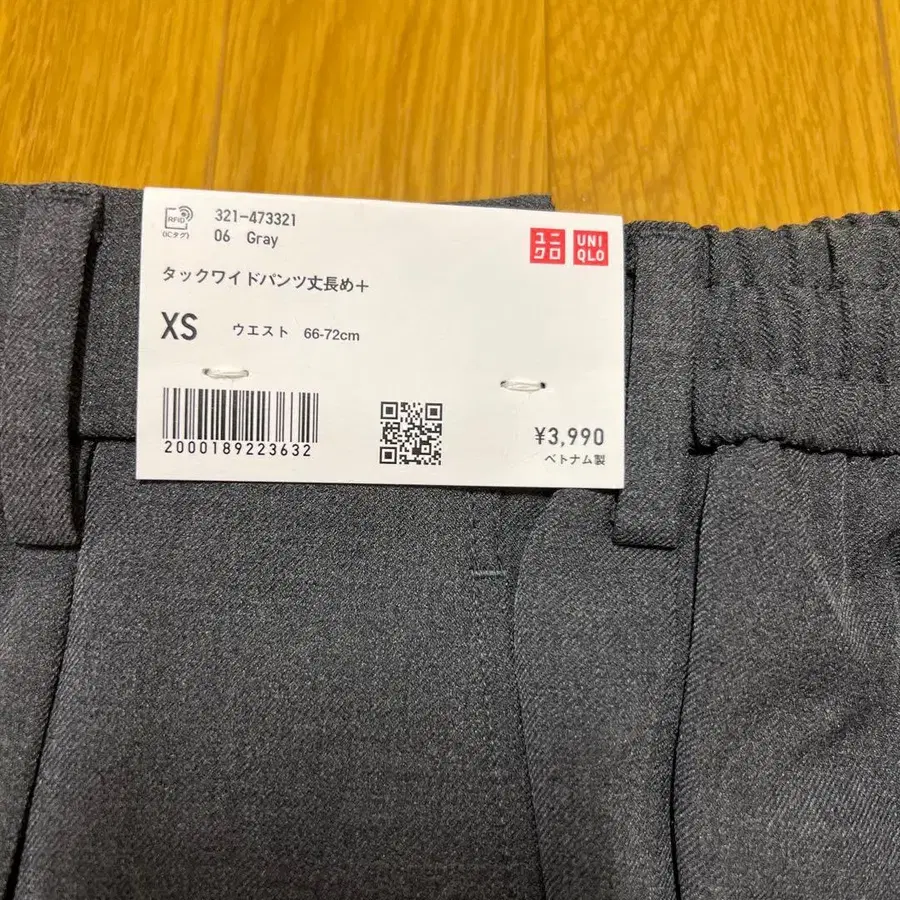 RFID
(ICタグ)
321-473321
06 Gray
ユニ
クロ
UNI
QLO
タックワイドパンツ丈長め+
XS ウエスト 66-72cm
2000189223632
¥3,990
ベトナム製